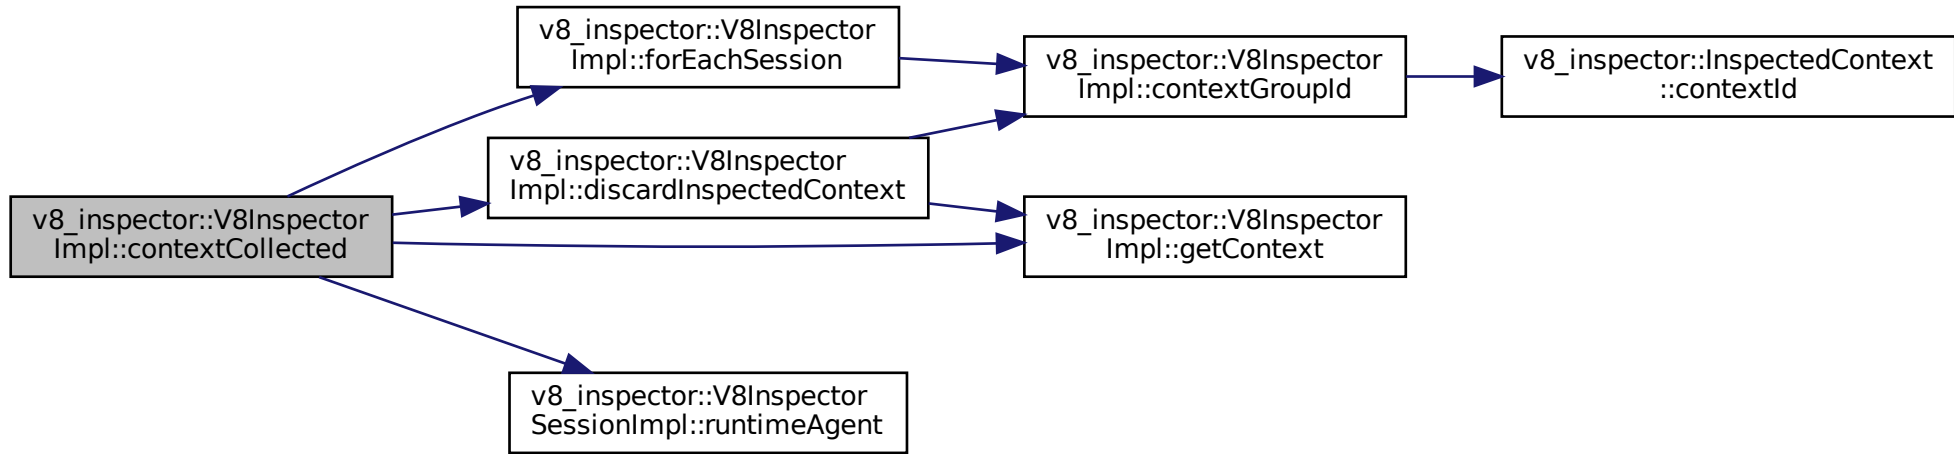 v8_inspector::V8Inspector
Impl::contextCollected
v8_inspector::V8Inspector
Impl::forEachSession
v8_inspector::V8Inspector
Impl::discardInspectedContext
v8_inspector::V8Inspector
SessionImpl::runtimeAgent
v8_inspector::V8Inspector
Impl::contextGroupId
v8_inspector::V8Inspector
Impl::getContext
v8_inspector::InspectedContext
::contextId